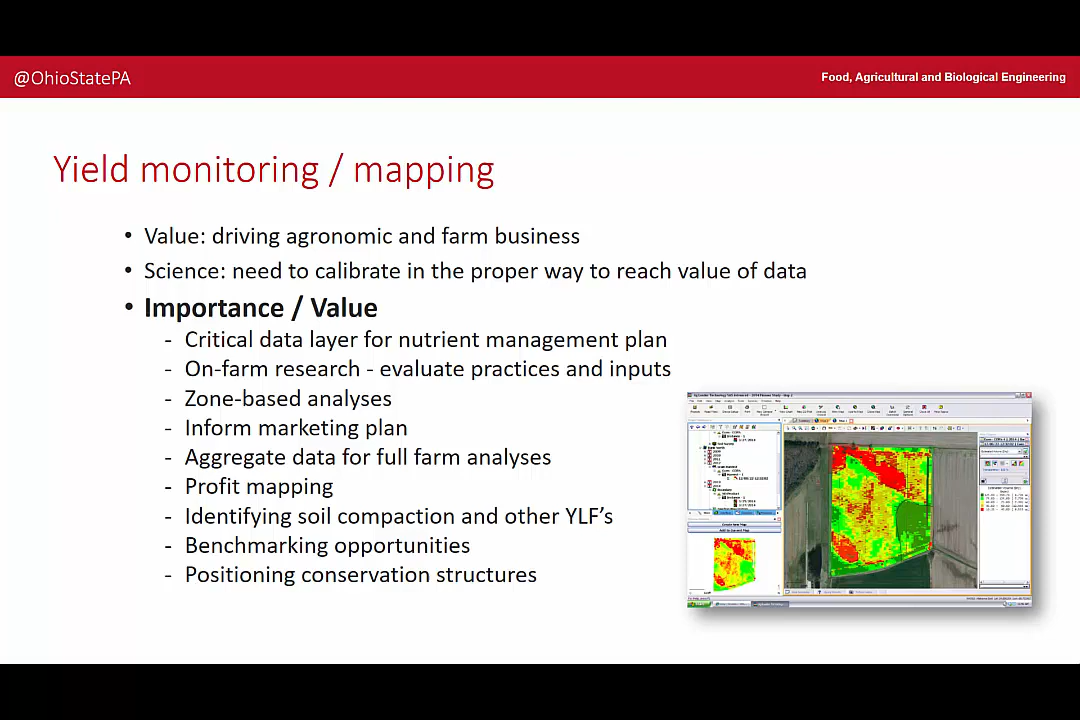 @OhioStatePA
Food, Agricultural and Biological Engineering
Yield monitoring / mapping
• Value: driving agronomic and farm business
• Science: need to calibrate in the proper way to reach value of data
• Importance / Value
- Critical data layer for nutrient management plan
- On-farm research - evaluate practices and inputs
- Zone-based analyses
- Inform marketing plan
- Aggregate data for full farm analyses
- Profit mapping
- Identifying soil compaction and other YLF’s
- Benchmarking opportunities
- Positioning conservation structures